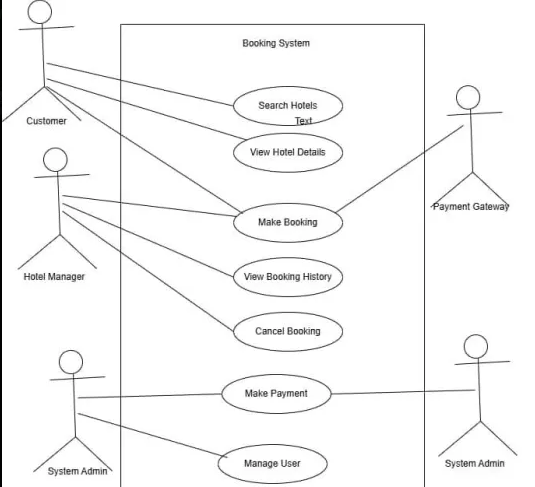 Booking System
Search Hotels
Text
Customer
View Hotel Details
Payment Gateway
Make Booking
Hotel Manager
View Booking History
Cancel Booking
Make Payment
System Admin
Manage User
System Admin